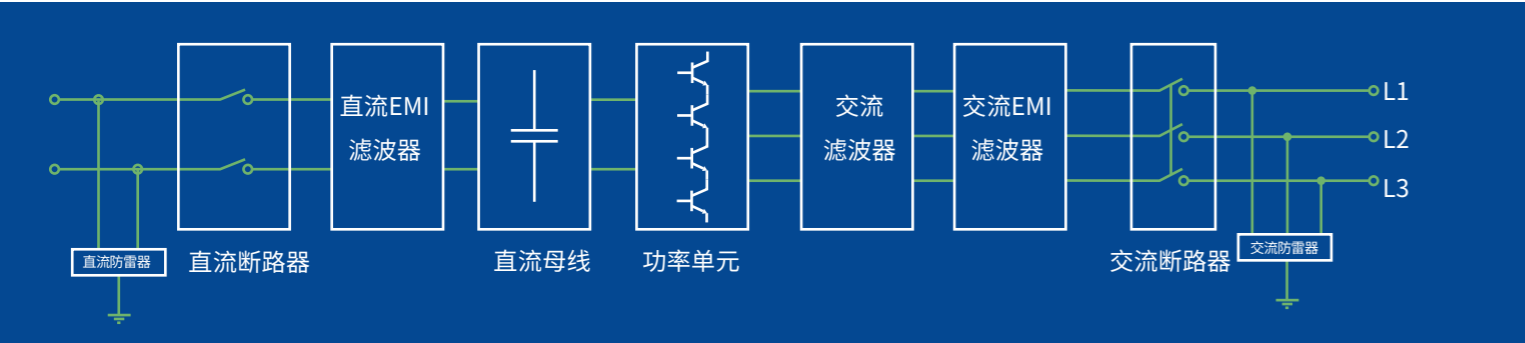 直流EMI
滤波器
交流
滤波器
交流EMI
滤波器
L1
L2
L3
直流防雷器
直流断路器
直流母线
功率单元
交流断路器
交流防雷器